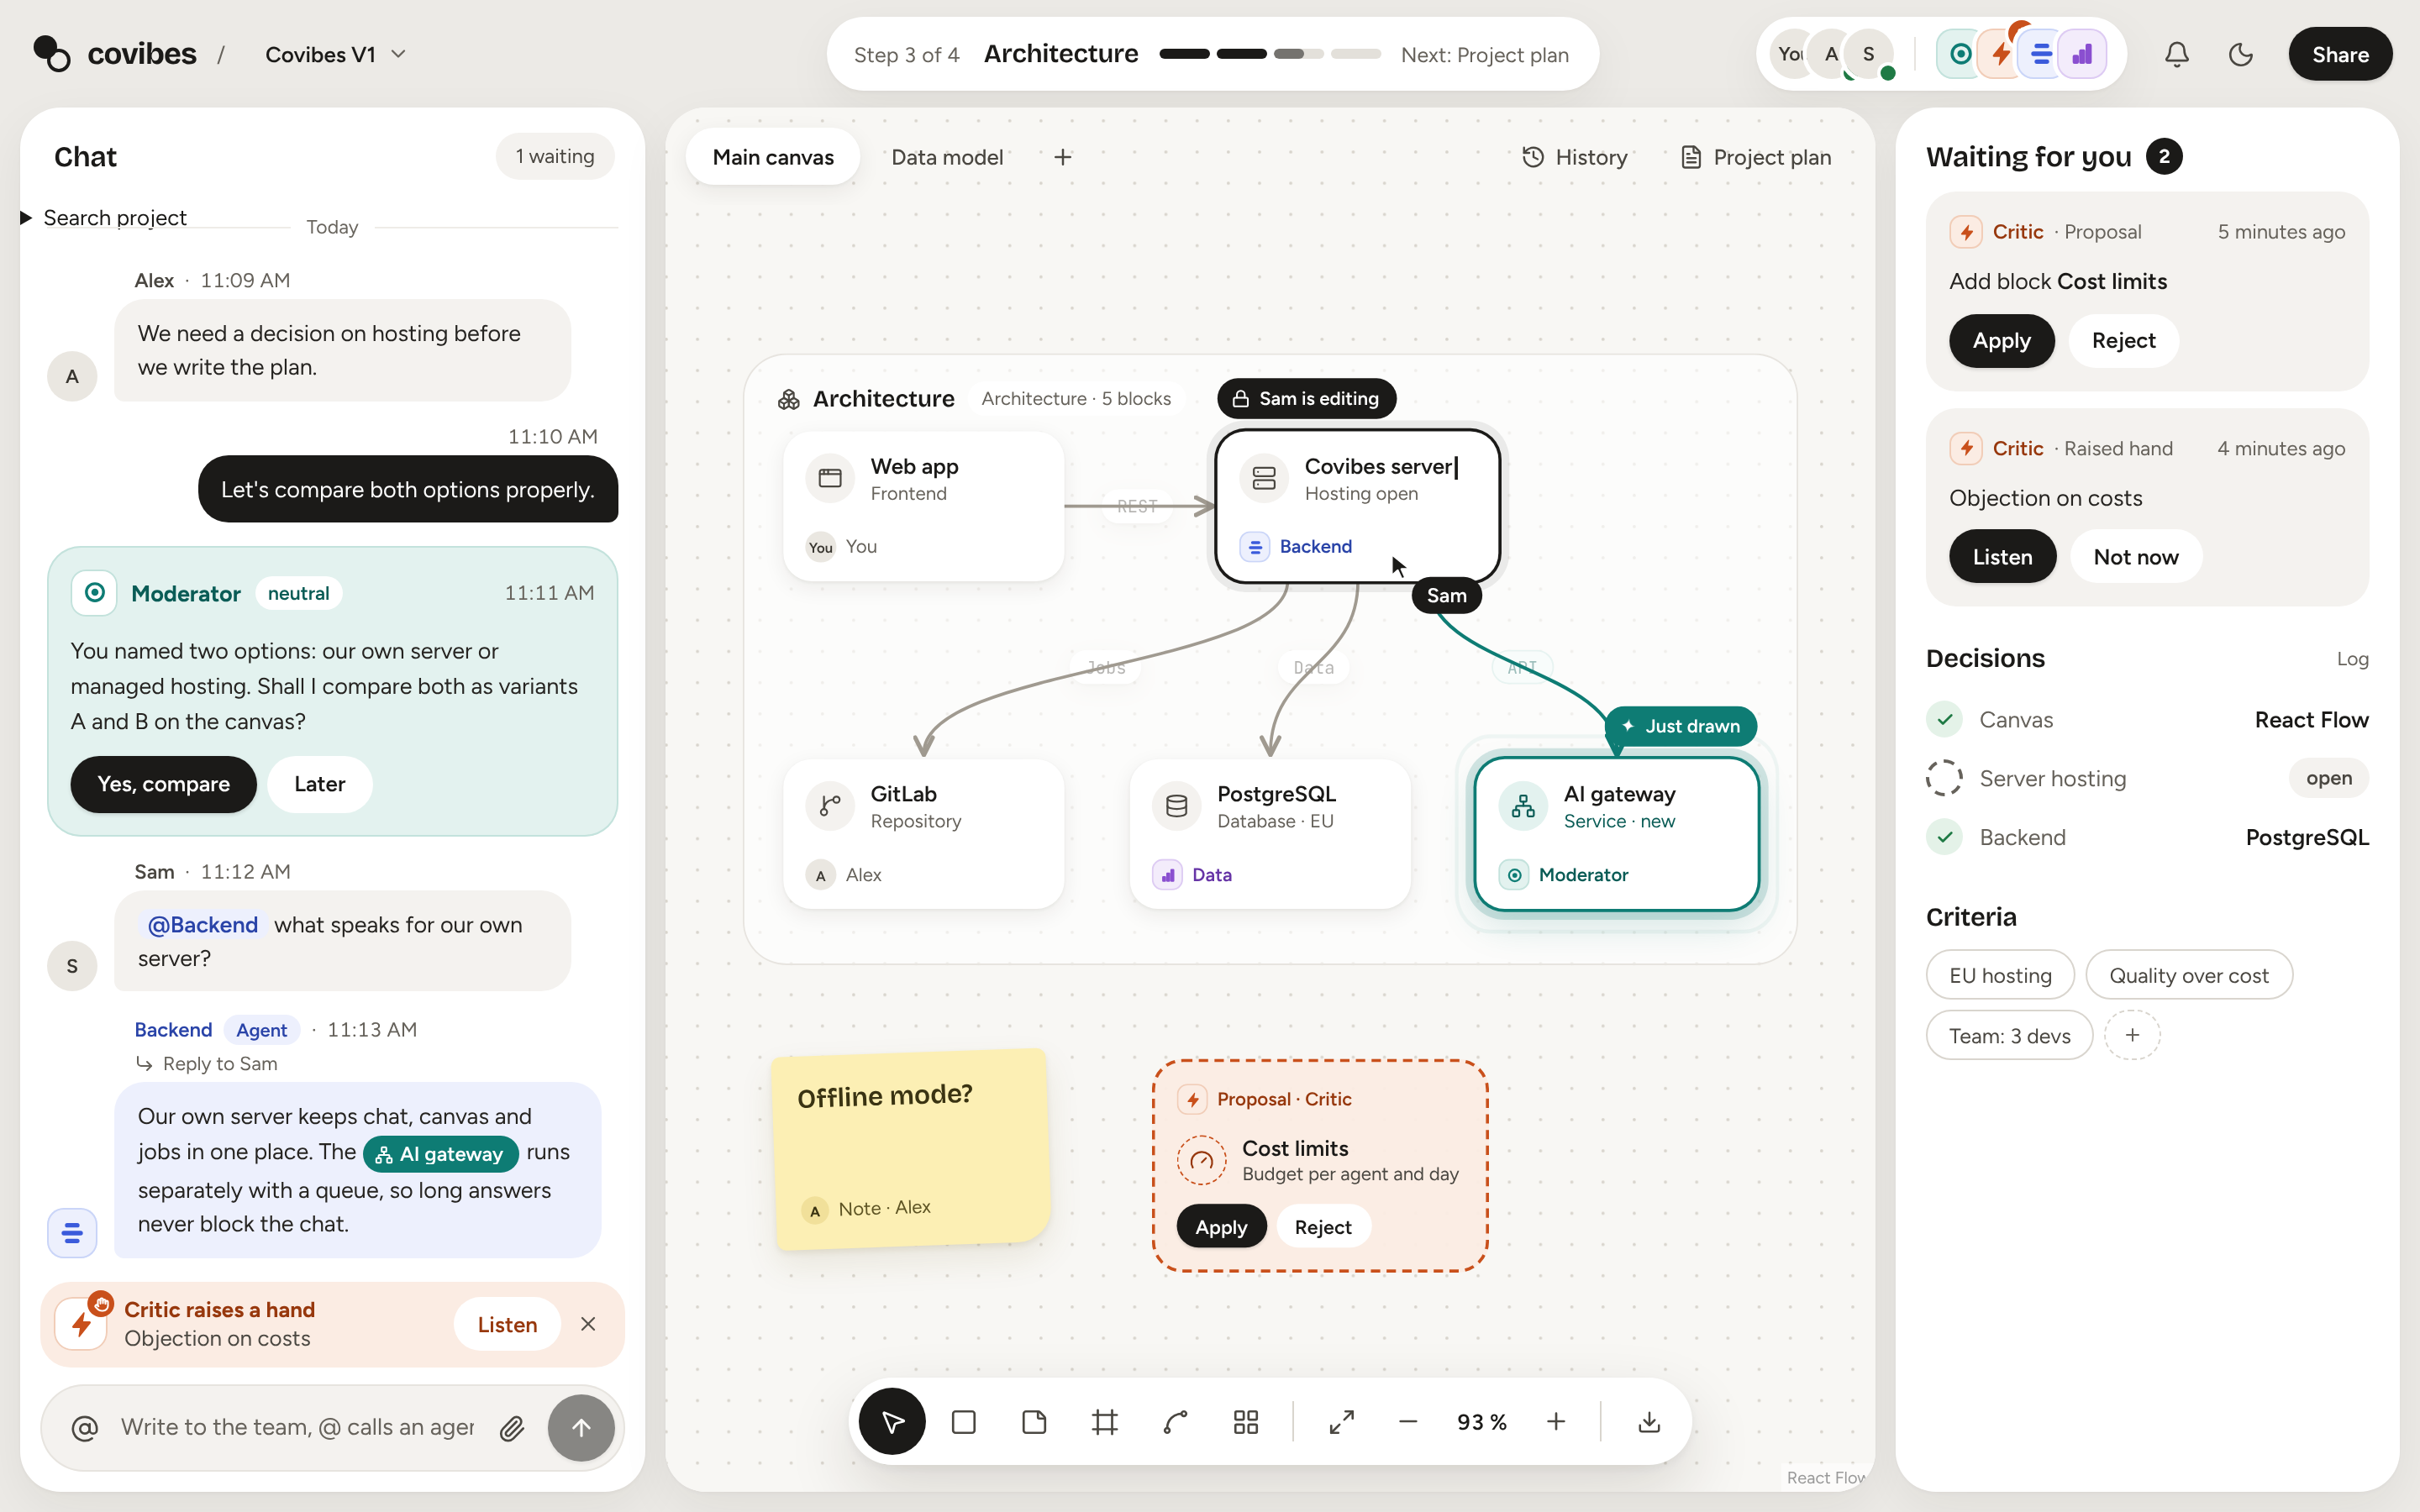 covibes / Covibes V1
Step 3 of 4 Architecture Next: Project plan
You A S
Share
Chat
1 waiting
Search project
Today
Alex · 11:09 AM
We need a decision on hosting before
we write the plan.
A
11:10 AM
Let's compare both options properly.
Moderator neutral 11:11 AM
You named two options: our own server or
managed hosting. Shall I compare both as variants
A and B on the canvas?
Yes, compare
Later
Sam · 11:12 AM
@Backend what speaks for our own
server?
S
Backend Agent · 11:13 AM
Reply to Sam
Our own server keeps chat, canvas and
jobs in one place. The AI gateway runs
separately with a queue, so long answers
never block the chat.
Critic raises a hand
Objection on costs
Listen
@ Write to the team, @ calls an agen
Main canvas
Data model
History
Project plan
Architecture
Architecture · 5 blocks
Sam is editing
Web app
Frontend
You You
REST
Covibes server
Hosting open
Backend
Sam
Jobs
Data
API
Just drawn
GitLab
Repository
A Alex
PostgreSQL
Database · EU
Data
AI gateway
Service · new
Moderator
Offline mode?
A Note · Alex
Proposal · Critic
Cost limits
Budget per agent and day
Apply
Reject
93 %
React Flow
Waiting for you 2
Critic · Proposal 5 minutes ago
Add block Cost limits
Apply
Reject
Critic · Raised hand 4 minutes ago
Objection on costs
Listen
Not now
Decisions Log
Canvas React Flow
Server hosting open
Backend PostgreSQL
Criteria
EU hosting
Quality over cost
Team: 3 devs